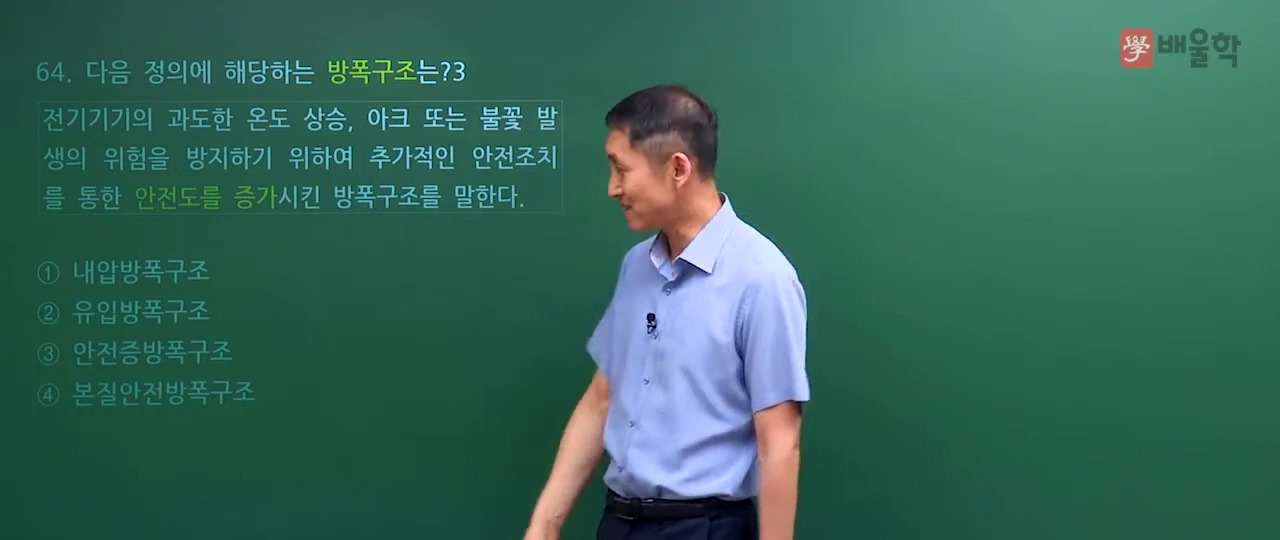 學 배울학
64. 다음 정의에 해당하는 방폭구조는?3
전기기기의 과도한 온도 상승, 아크 또는 불꽃 발
생의 위험을 방지하기 위하여 추가적인 안전조치
를 통한 안전도를 증가시킨 방폭구조를 말한다.
① 내압방폭구조
② 유입방폭구조
③ 안전증방폭구조
④ 본질안전방폭구조